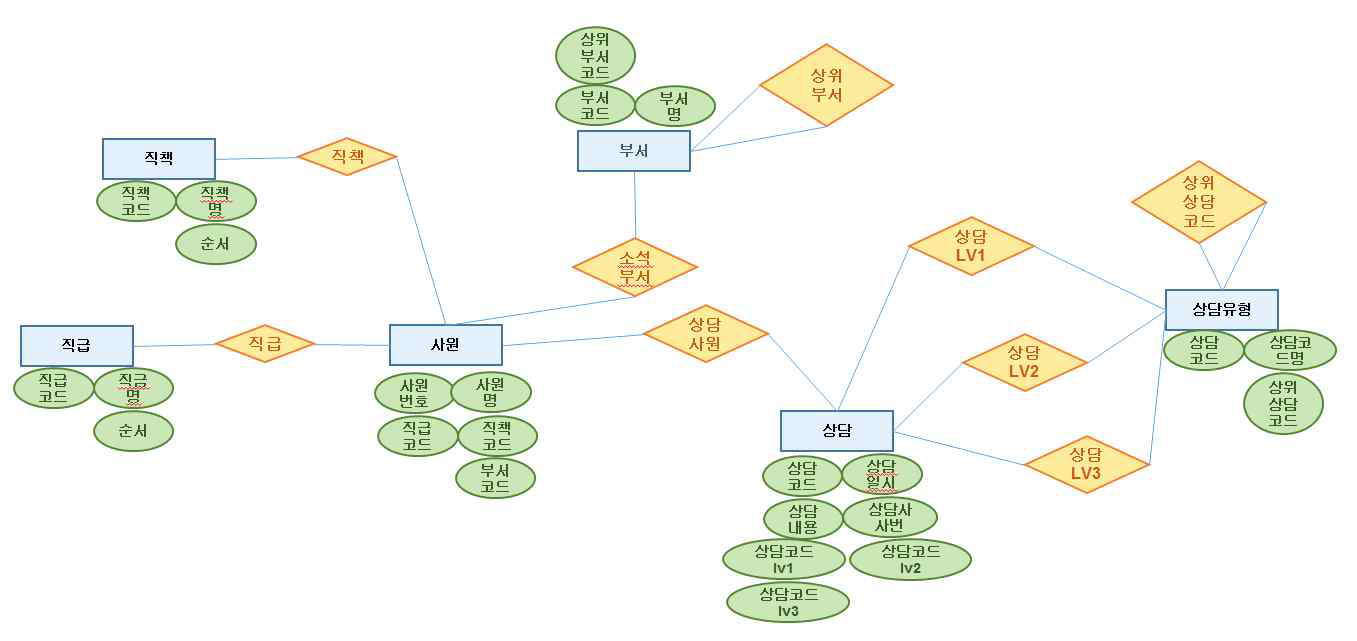 상위
부서
코드
부서
코드
부서
명
부서
상위
부서
직책
직책
코드
직책
명
순서
직책
소속
부서
상위
상담
코드
상담유형
상담
코드
상담코
드명
상위
상담
코드
직급
직급
코드
직급
명
순서
직급
사원
사원
번호
사원
명
직급
코드
직책
코드
부서
코드
상담
사원
상담
LV1
상담
LV2
상담
LV3
상담
상담
코드
상담
일시
상담
내용
상담사
사번
상담코드
lv1
상담코드
lv2
상담코드
lv3